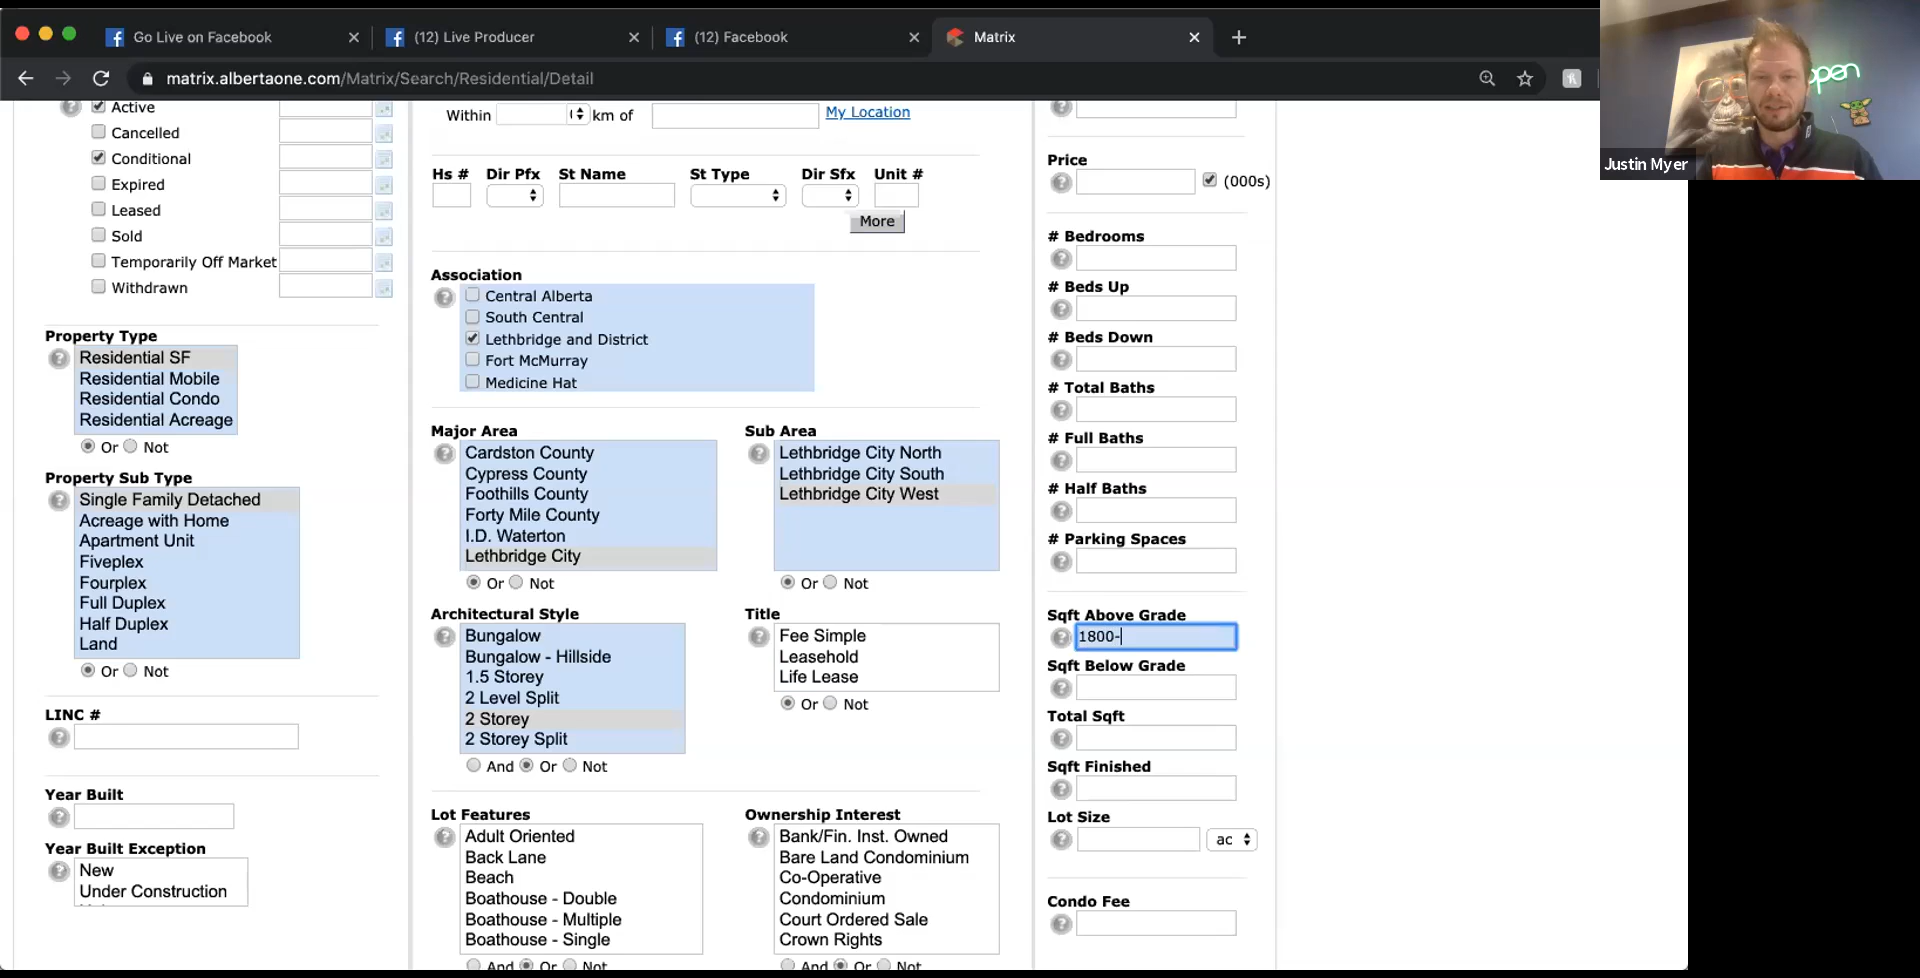 Go Live on Facebook
(12) Live Producer
(12) Facebook
Matrix
matrix.albertaone.com/Matrix/Search/Residential/Detail
open
Justin Myer
Active
Cancelled
Conditional
Expired
Leased
Sold
Temporarily Off Market
Withdrawn
Property Type
Residential SF
Residential Mobile
Residential Condo
Residential Acreage
Or Not
Property Sub Type
Single Family Detached
Acreage with Home
Apartment Unit
Fiveplex
Fourplex
Full Duplex
Half Duplex
Land
Or Not
LINC #
Year Built
Year Built Exception
New
Under Construction
Within km of My Location
Hs # Dir Pfx St Name St Type Dir Sfx Unit #
More
Association
Central Alberta
South Central
Lethbridge and District
Fort McMurray
Medicine Hat
Major Area
Cardston County
Cypress County
Foothills County
Forty Mile County
I.D. Waterton
Lethbridge City
Or Not
Sub Area
Lethbridge City North
Lethbridge City South
Lethbridge City West
Or Not
Architectural Style
Bungalow
Bungalow - Hillside
1.5 Storey
2 Level Split
2 Storey
2 Storey Split
And Or Not
Title
Fee Simple
Leasehold
Life Lease
Or Not
Lot Features
Adult Oriented
Back Lane
Beach
Boathouse - Double
Boathouse - Multiple
Boathouse - Single
And Or Not
Ownership Interest
Bank/Fin. Inst. Owned
Bare Land Condominium
Co-Operative
Condominium
Court Ordered Sale
Crown Rights
And Or Not
Price
(000s)
# Bedrooms
# Beds Up
# Beds Down
# Total Baths
# Full Baths
# Half Baths
# Parking Spaces
Sqft Above Grade
1800-
Sqft Below Grade
Total Sqft
Sqft Finished
Lot Size
ac
Condo Fee